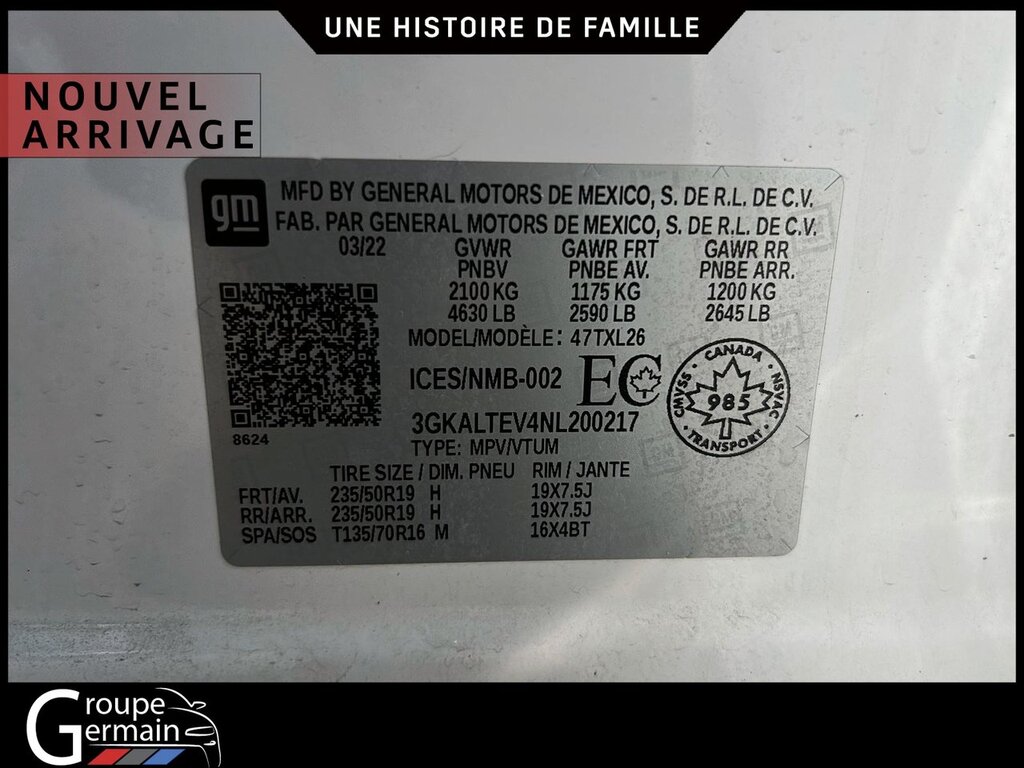 UNE HISTOIRE DE FAMILLE
NOUVEL
ARRIVAGE
gm
MFD BY GENERAL MOTORS DE MEXICO, S. DE R.L. DE C.V.
FAB. PAR GENERAL MOTORS DE MEXICO, S. DE R.L. DE C.V.
03/22 GVWR GAWR FRT GAWR RR
PNBV PNBE AV. PNBE ARR.
2100 KG 1175 KG 1200 KG
4630 LB 2590 LB 2645 LB
MODEL/MODÈLE: 47TXL26
ICES/NMB-002 EC
CANADA
CMVSS 985 NSVAC
TRANSPORT
3GKALTEV4NL200217
8624
TYPE: MPV/VTUM
TIRE SIZE / DIM. PNEU RIM / JANTE
FRT/AV. 235/50R19 H 19X7.5J
RR/ARR. 235/50R19 H 19X7.5J
SPA/SOS T135/70R16 M 16X4BT
Groupe
Germain